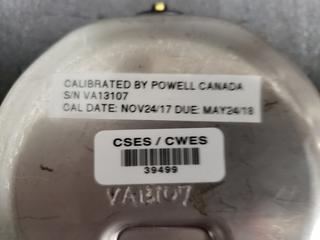 CALIBRATED BY POWELL CANADA
S/N VA13107
CAL DATE: NOV24/17 DUE: MAY24/18
CSES / CWES
39499
VA13107